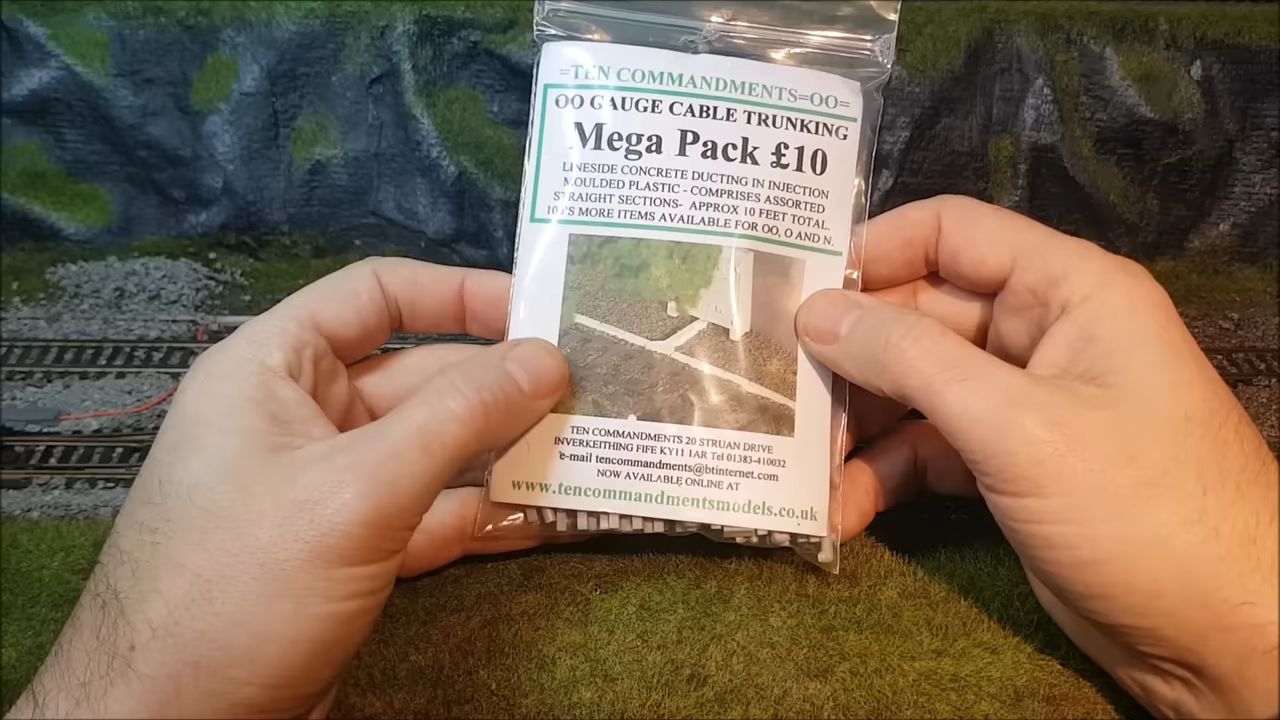 =TEN COMMANDMENTS=OO=
OO GAUGE CABLE TRUNKING
Mega Pack £10
LINESIDE CONCRETE DUCTING IN INJECTION
MOULDED PLASTIC - COMPRISES ASSORTED
STRAIGHT SECTIONS- APPROX 10 FEET TOTAL.
MORE ITEMS AVAILABLE FOR OO, O AND N.
TEN COMMANDMENTS 20 STRUAN DRIVE
INVERKEITHING FIFE KY11 1AR Tel 01383-410032
e-mail tencommandments@btinternet.com
NOW AVAILABLE ONLINE AT
www.tencommandmentsmodels.co.uk